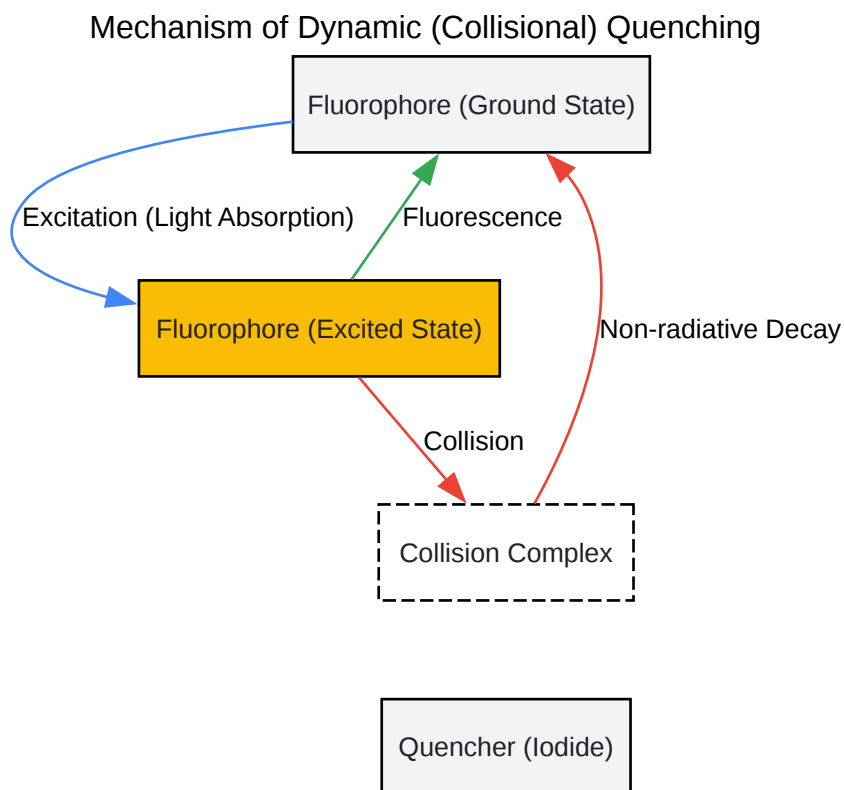 Mechanism of Dynamic (Collisional) Quenching
Fluorophore (Ground State)
Excitation (Light Absorption)
Fluorescence
Fluorophore (Excited State)
Non-radiative Decay
Collision
Collision Complex
Quencher (Iodide)